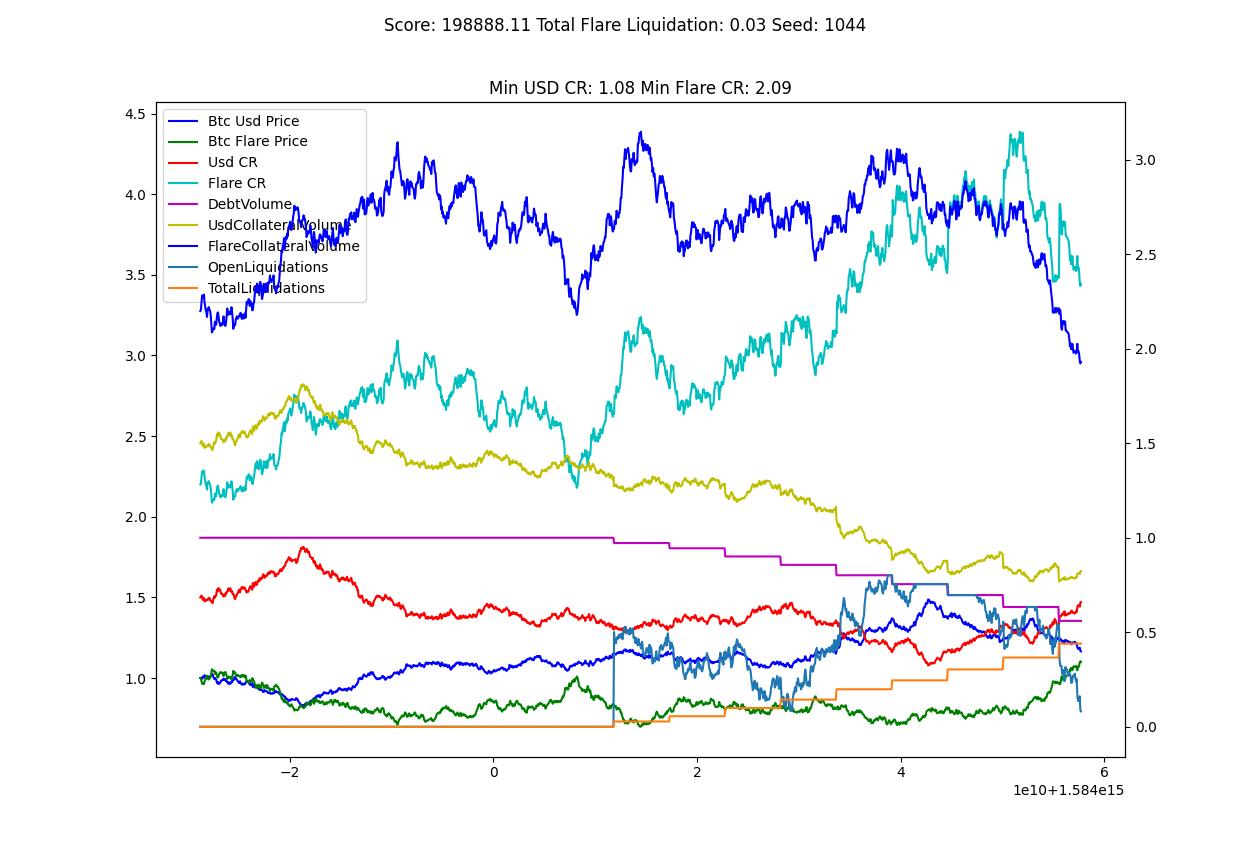 Score: 198888.11 Total Flare Liquidation: 0.03 Seed: 1044
Min USD CR: 1.08 Min Flare CR: 2.09
4.5
4.0
3.5
3.0
2.5
2.0
1.5
1.0
Btc Usd Price
Btc Flare Price
Usd CR
Flare CR
DebtVolume
UsdCollateralVolume
FlareCollateralVolume
OpenLiquidations
TotalLiquidations
3.0
2.5
2.0
1.5
1.0
0.5
0.0
−2 0 2 4 6
1e10+1.584e15